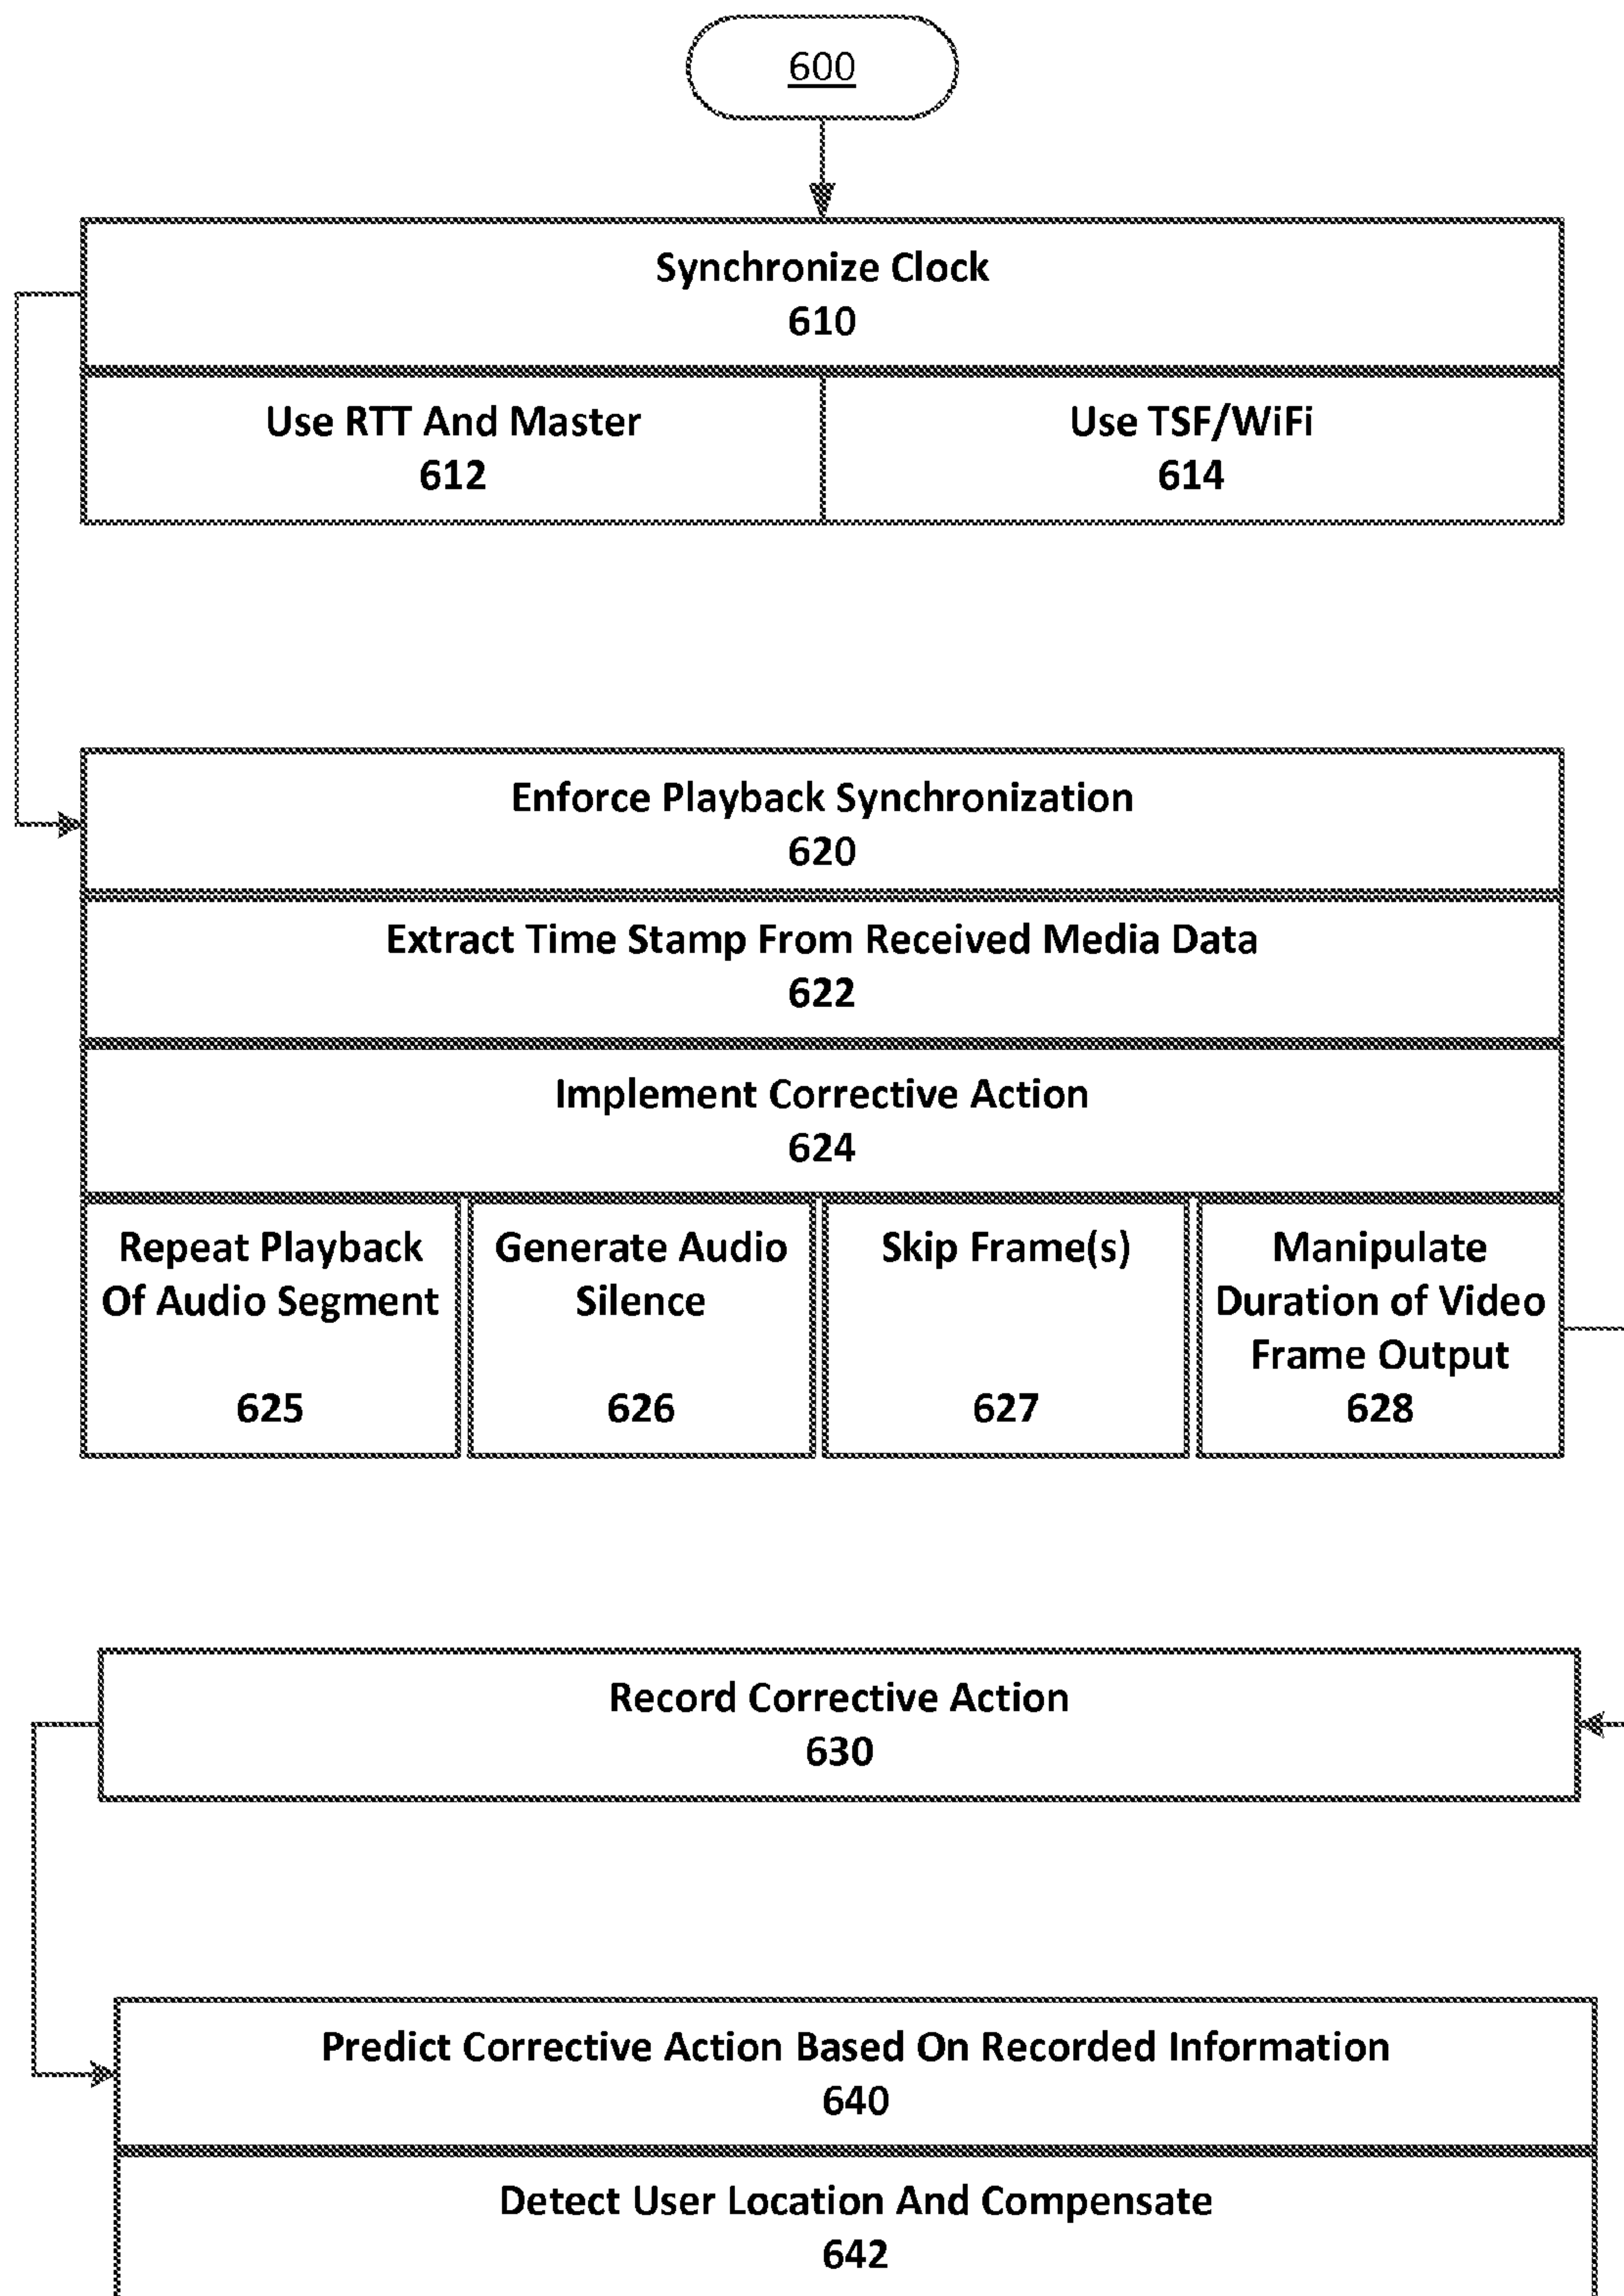 600
Synchronize Clock
610
Use RTT And Master
612
Use TSF/WiFi
614
Enforce Playback Synchronization
620
Extract Time Stamp From Received Media Data
622
Implement Corrective Action
624
Repeat Playback
Of Audio Segment
625
Generate Audio
Silence
626
Skip Frame(s)
627
Manipulate
Duration of Video
Frame Output
628
Record Corrective Action
630
Predict Corrective Action Based On Recorded Information
640
Detect User Location And Compensate
642